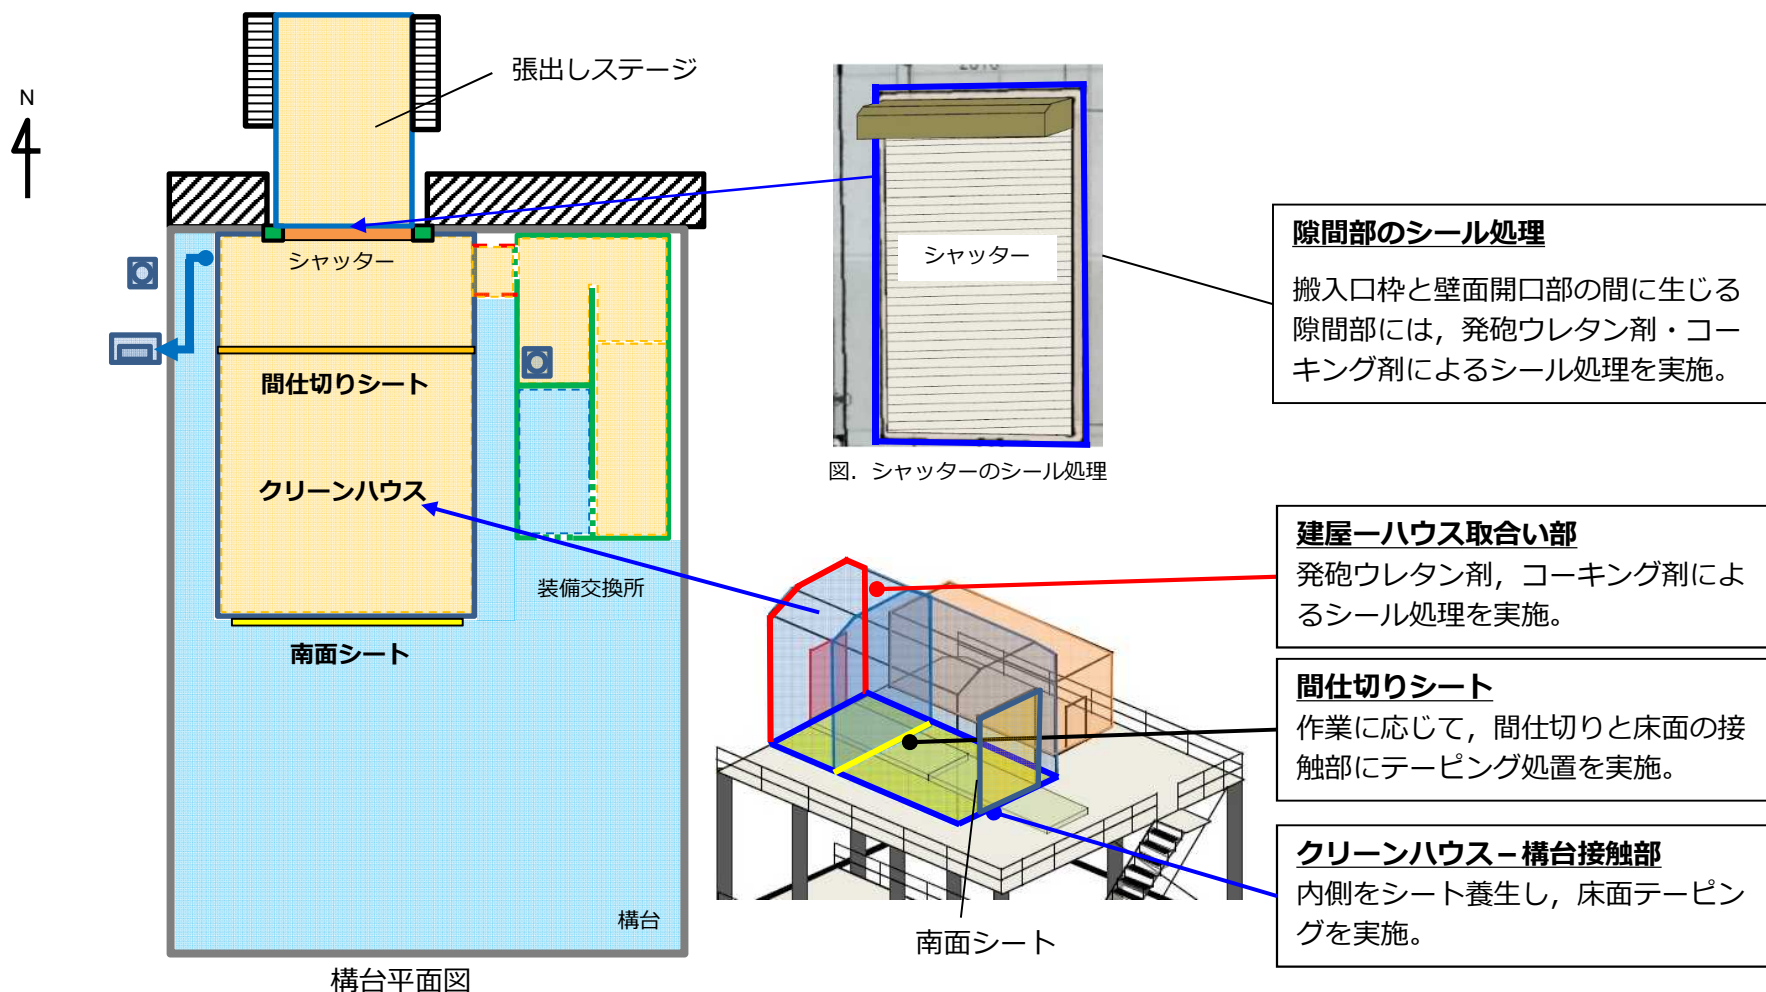 N
張出しステージ
シャッター
間仕切りシート
クリーンハウス
装備交換所
南面シート
構台
構台平面図
シャッター
図．シャッターのシール処理
隙間部のシール処理
搬入口枠と壁面開口部の間に生じる
隙間部には，発砲ウレタン剤・コー
キング剤によるシール処理を実施。
建屋ーハウス取合い部
発砲ウレタン剤，コーキング剤によ
るシール処理を実施。
間仕切りシート
作業に応じて，間仕切りと床面の接
触部にテーピング処置を実施。
クリーンハウス－構台接触部
内側をシート養生し，床面テーピン
グを実施。
南面シート